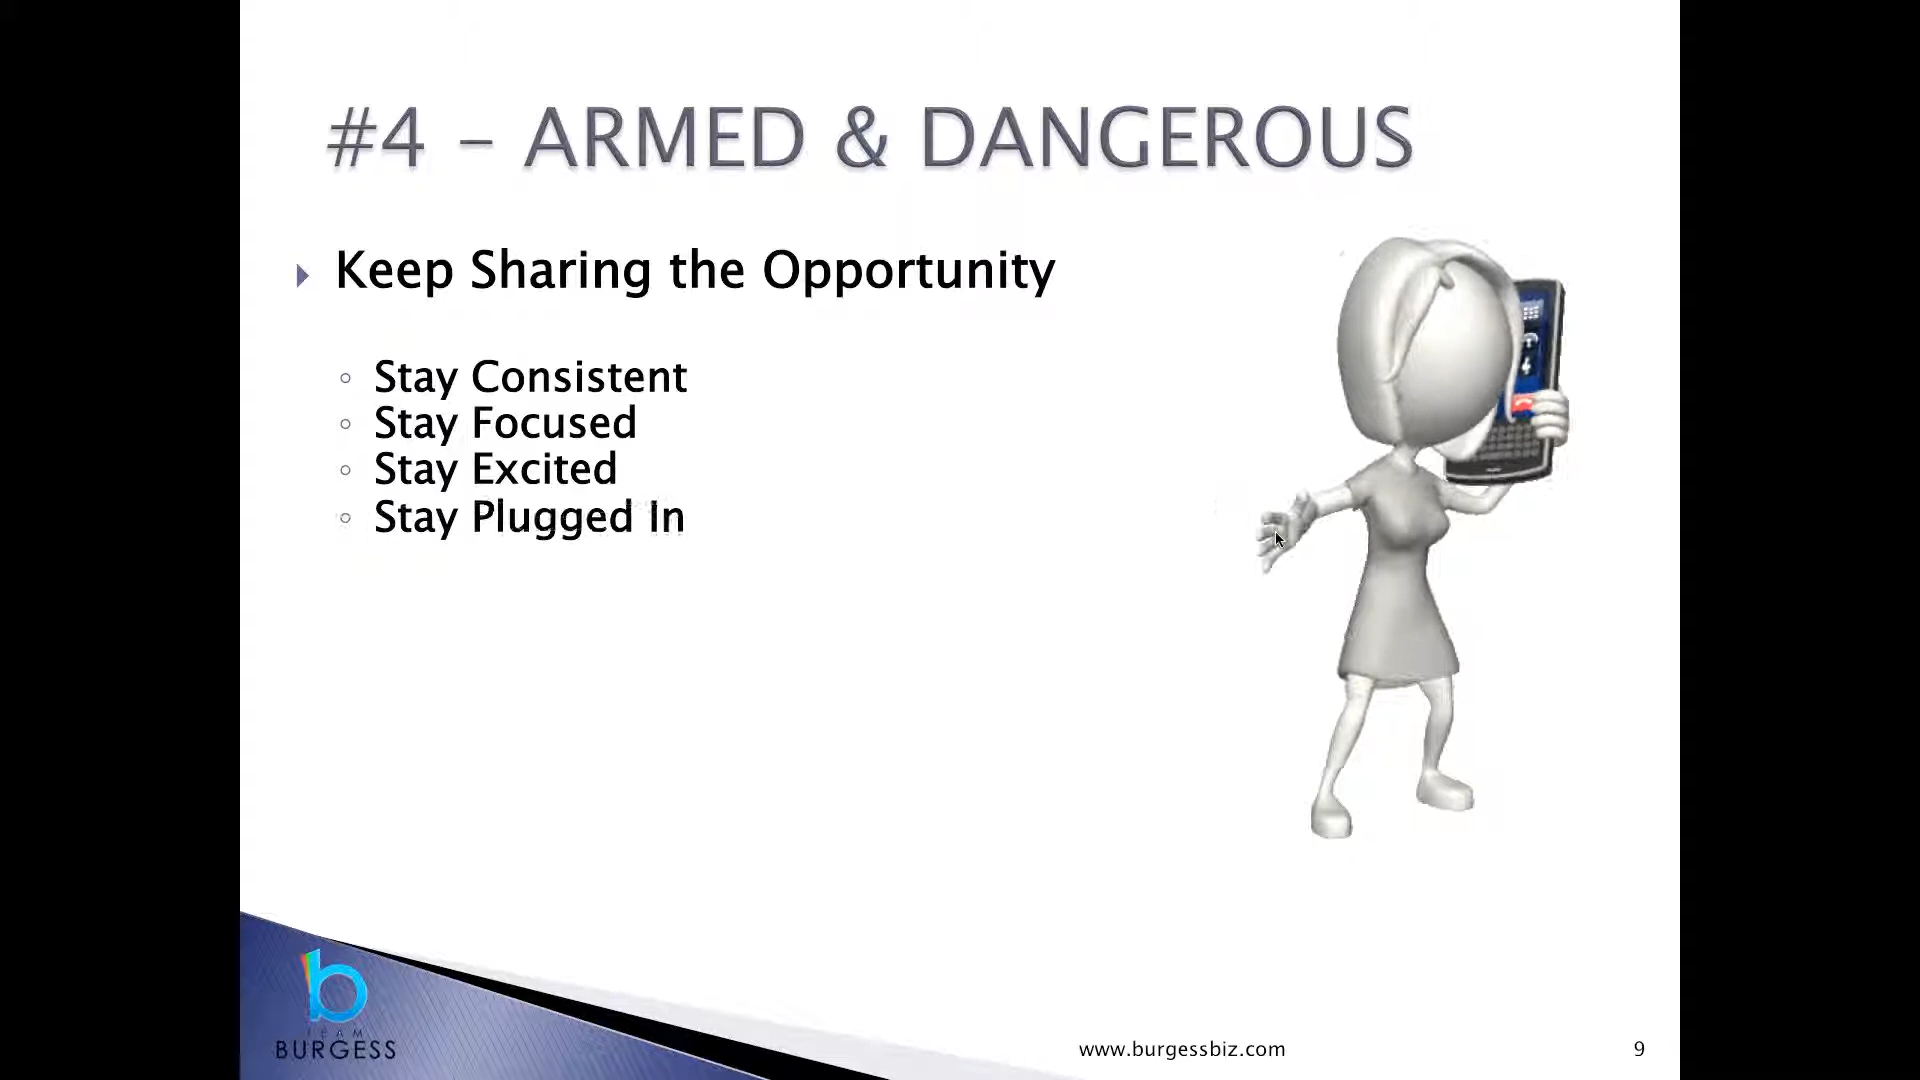 #4 – ARMED & DANGEROUS
Keep Sharing the Opportunity
Stay Consistent
Stay Focused
Stay Excited
Stay Plugged In
b
TEAM
BURGESS
www.burgessbiz.com
9